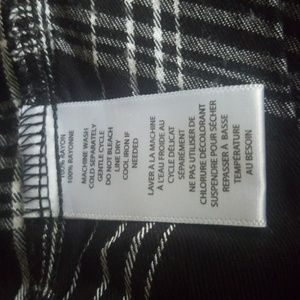 100% RAYON
100% RAYONNE
MACHINE WASH
COLD SEPARATELY
GENTLE CYCLE
DO NOT BLEACH
LINE DRY
COOL IRON IF
NEEDED
LAVER À LA MACHINE
À L'EAU FROIDE AU
CYCLE DÉLICAT
SÉPARÉMENT
NE PAS UTILISER DE
CHLORURE DÉCOLORANT
SUSPENDRE POUR SÉCHER
REPASSER À BASSE
TEMPÉRATURE
AU BESOIN